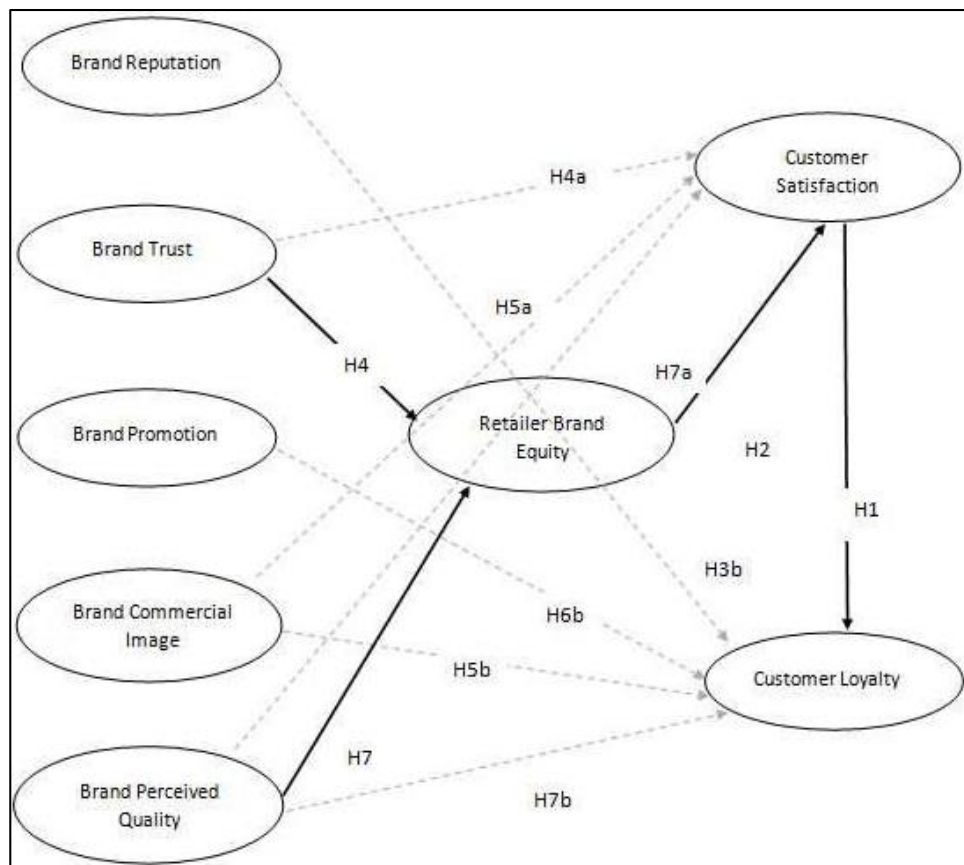 Brand Reputation
Customer
Satisfaction
H4a
Brand Trust
H5a
H4
H7a
Brand Promotion
Retailer Brand
Equity
H2
H1
H3b
Brand Commercial
Image
H6b
H5b
Customer Loyalty
H7
Brand Perceived
Quality
H7b